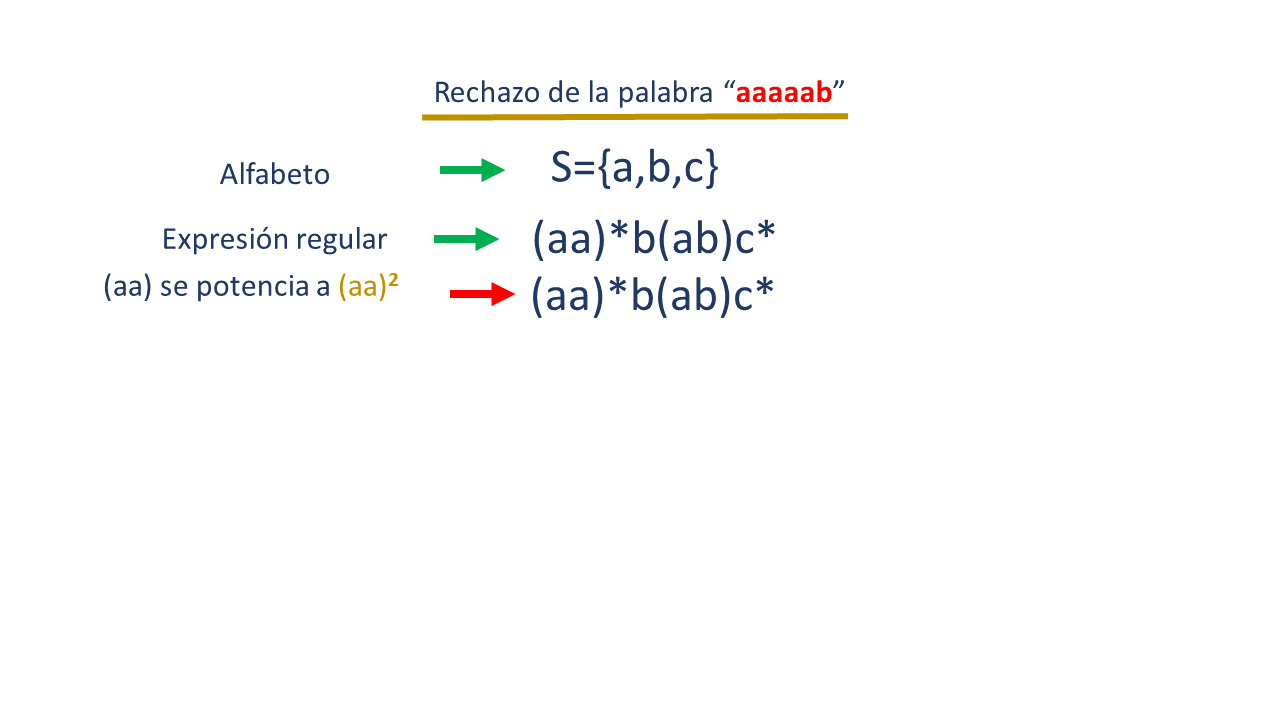 Rechazo de la palabra “aaaaab”
Alfabeto S={a,b,c}
Expresión regular (aa)*b(ab)c*
(aa) se potencia a (aa)² (aa)*b(ab)c*